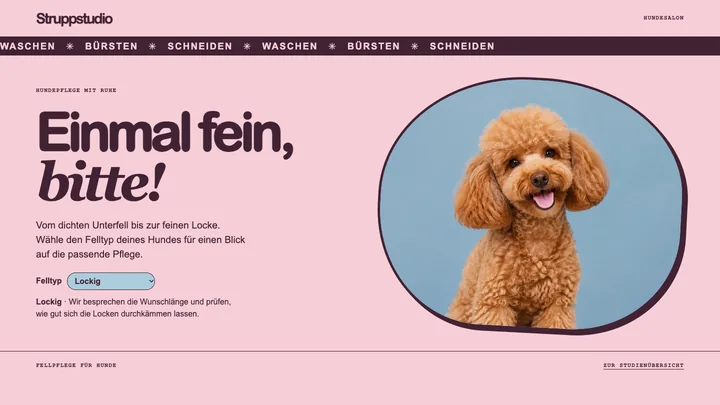 Struppstudio
HUNDESALON
WASCHEN ✳ BÜRSTEN ✳ SCHNEIDEN ✳ WASCHEN ✳ BÜRSTEN ✳ SCHNEIDEN
HUNDEPFLEGE MIT RUHE
Einmal fein,
bitte!
Vom dichten Unterfell bis zur feinen Locke.
Wähle den Felltyp deines Hundes für einen Blick
auf die passende Pflege.
Felltyp Lockig
Lockig · Wir besprechen die Wunschlänge und prüfen,
wie gut sich die Locken durchkämmen lassen.
FELLPFLEGE FÜR HUNDE
ZUR STUDIENÜBERSICHT